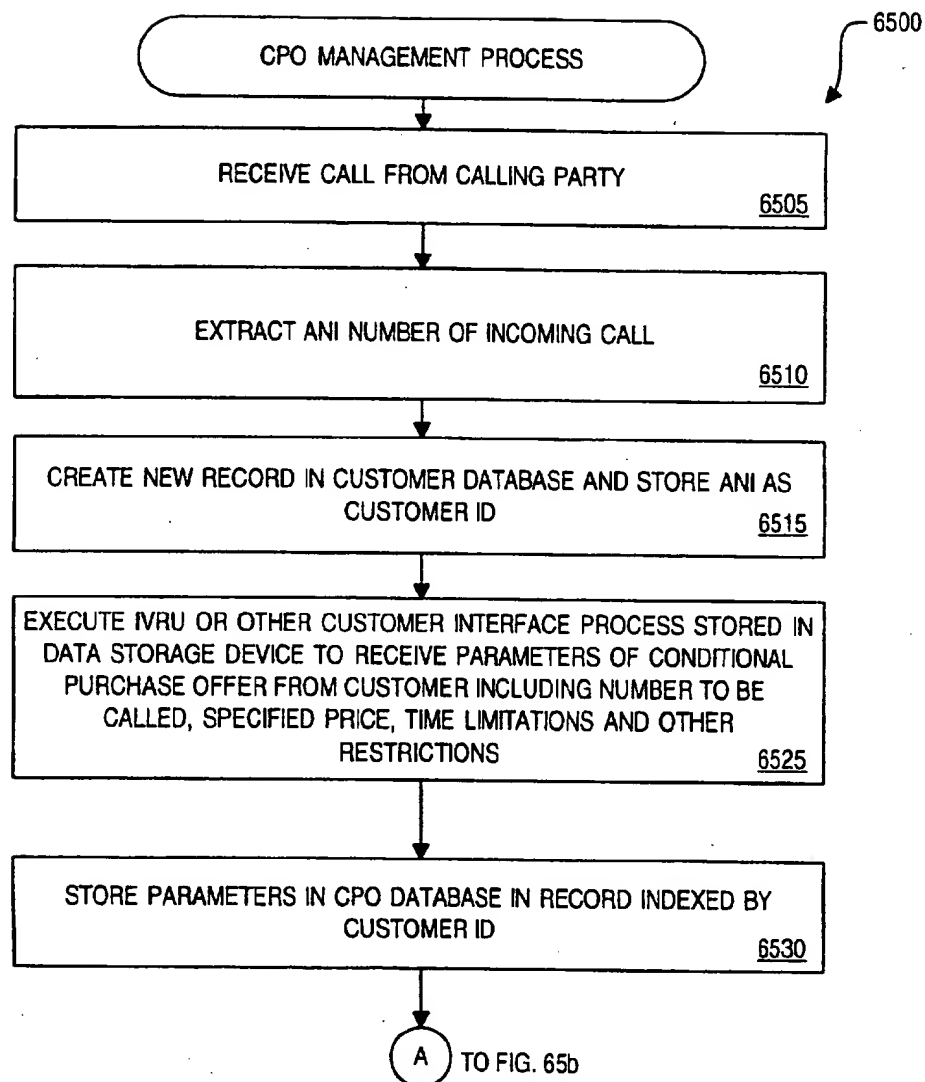 6500
CPO MANAGEMENT PROCESS
RECEIVE CALL FROM CALLING PARTY
6505
EXTRACT ANI NUMBER OF INCOMING CALL
6510
CREATE NEW RECORD IN CUSTOMER DATABASE AND STORE ANI AS
CUSTOMER ID
6515
EXECUTE IVRU OR OTHER CUSTOMER INTERFACE PROCESS STORED IN
DATA STORAGE DEVICE TO RECEIVE PARAMETERS OF CONDITIONAL
PURCHASE OFFER FROM CUSTOMER INCLUDING NUMBER TO BE
CALLED, SPECIFIED PRICE, TIME LIMITATIONS AND OTHER
RESTRICTIONS
6525
STORE PARAMETERS IN CPO DATABASE IN RECORD INDEXED BY
CUSTOMER ID
6530
A TO FIG. 65b